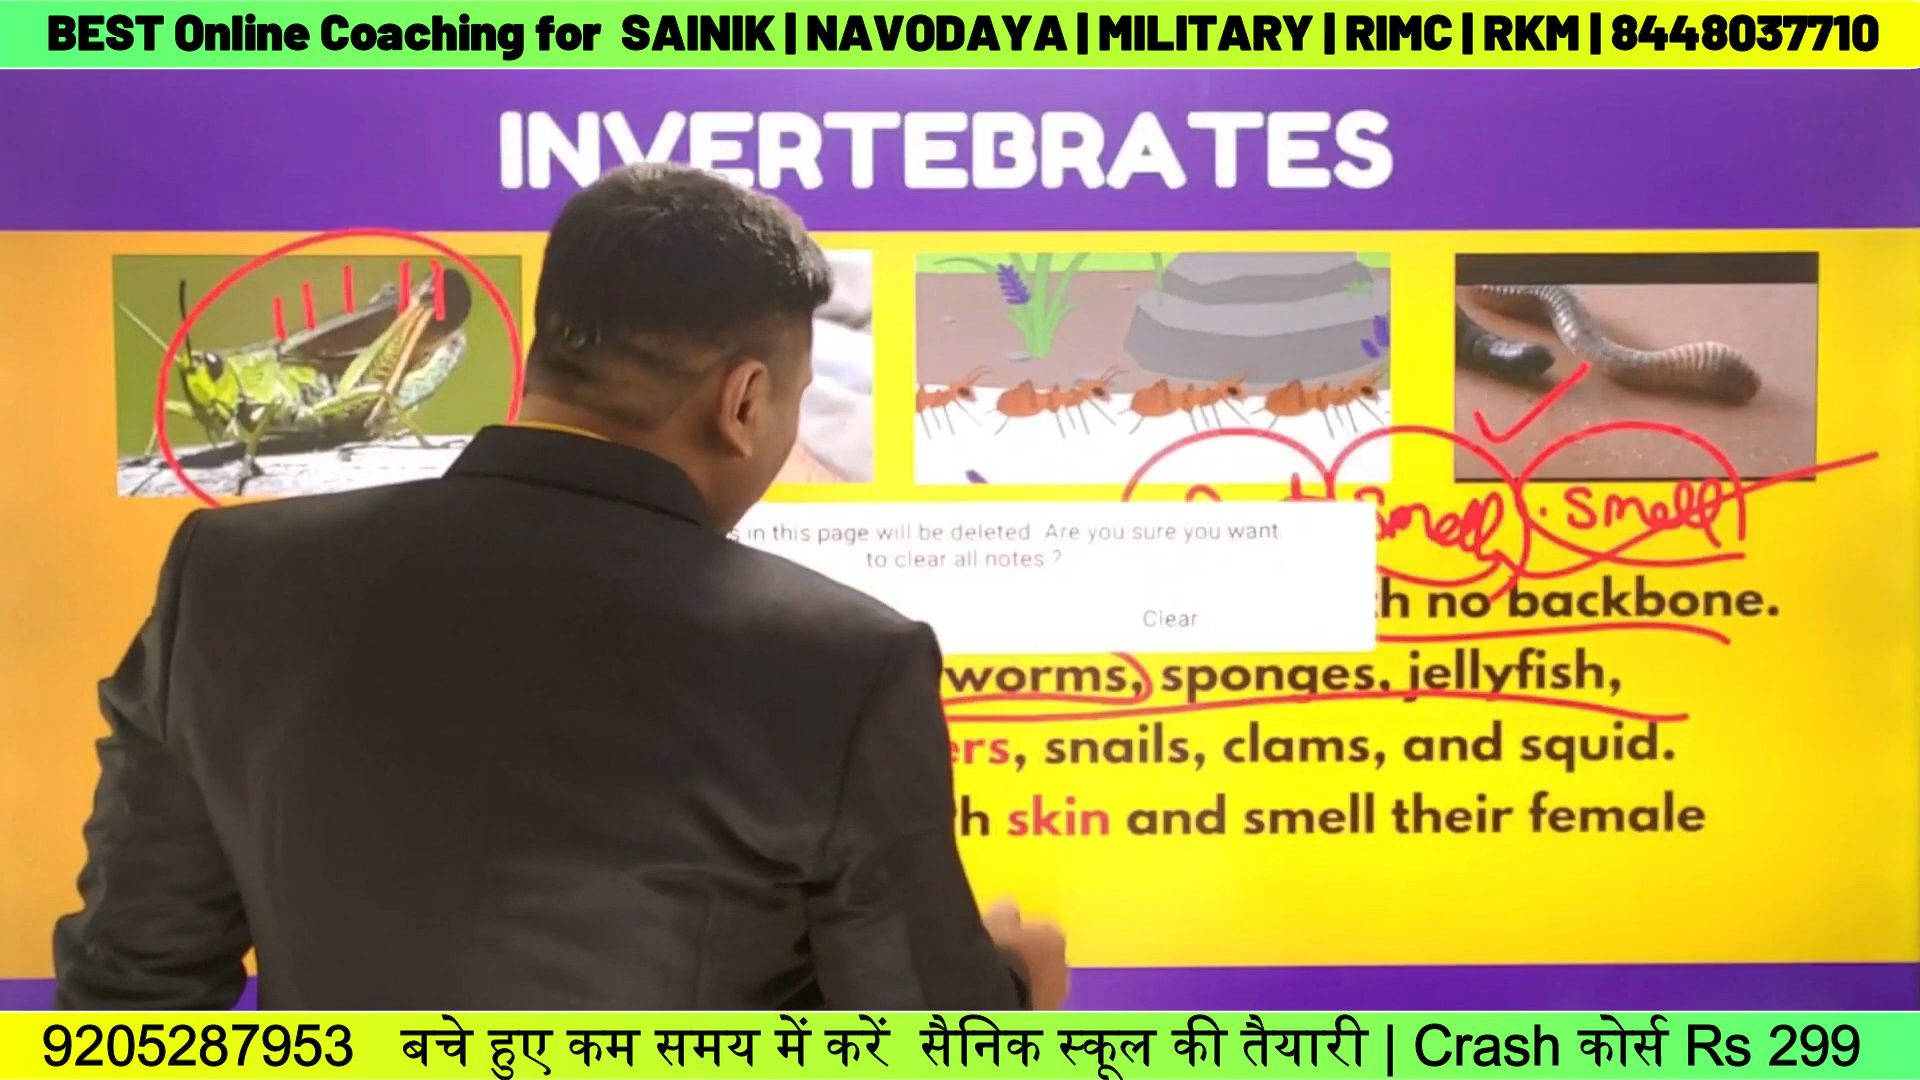 BEST Online Coaching for SAINIK | NAVODAYA | MILITARY | RIMC | RKM | 8448037710
INVERTEBRATES
Smell . Smell
in this page will be deleted. Are you sure you want
to clear all notes ?
Clear
no backbone.
worms, sponges, jellyfish,
snails, clams, and squid.
skin and smell their female
9205287953 बचे हुए कम समय में करें सैनिक स्कूल की तैयारी | Crash कोर्स Rs 299